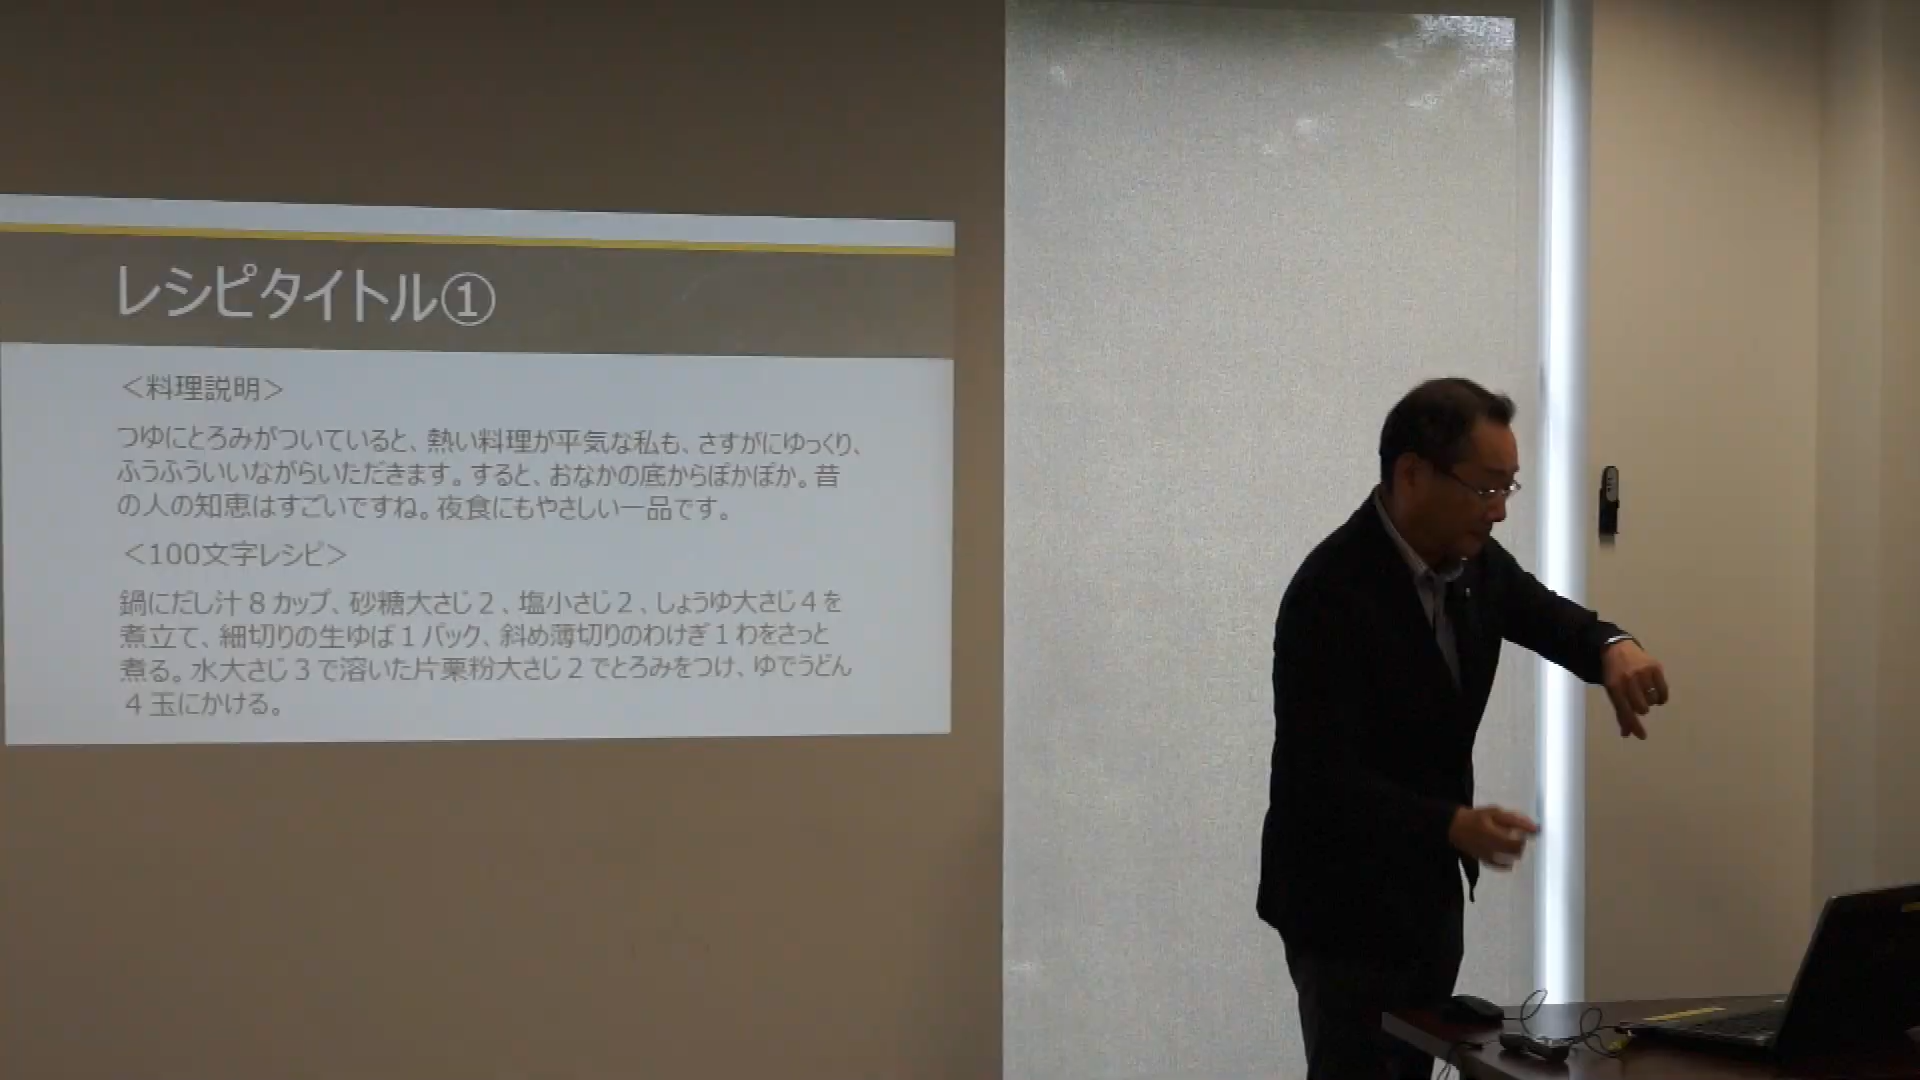 レシピタイトル①
＜料理説明＞
つゆにとろみがついていると、熱い料理が平気な私も、さすがにゆっくり、
ふうふういいながらいただきます。すると、おなかの底からぽかぽか。昔
の人の知恵はすごいですね。夜食にもやさしい一品です。
＜100文字レシピ＞
鍋にだし汁８カップ、砂糖大さじ２、塩小さじ２、しょうゆ大さじ４を
煮立て、細切りの生ゆば１パック、斜め薄切りのわけぎ１わをさっと
煮る。水大さじ３で溶いた片栗粉大さじ２でとろみをつけ、ゆでうどん
４玉にかける。